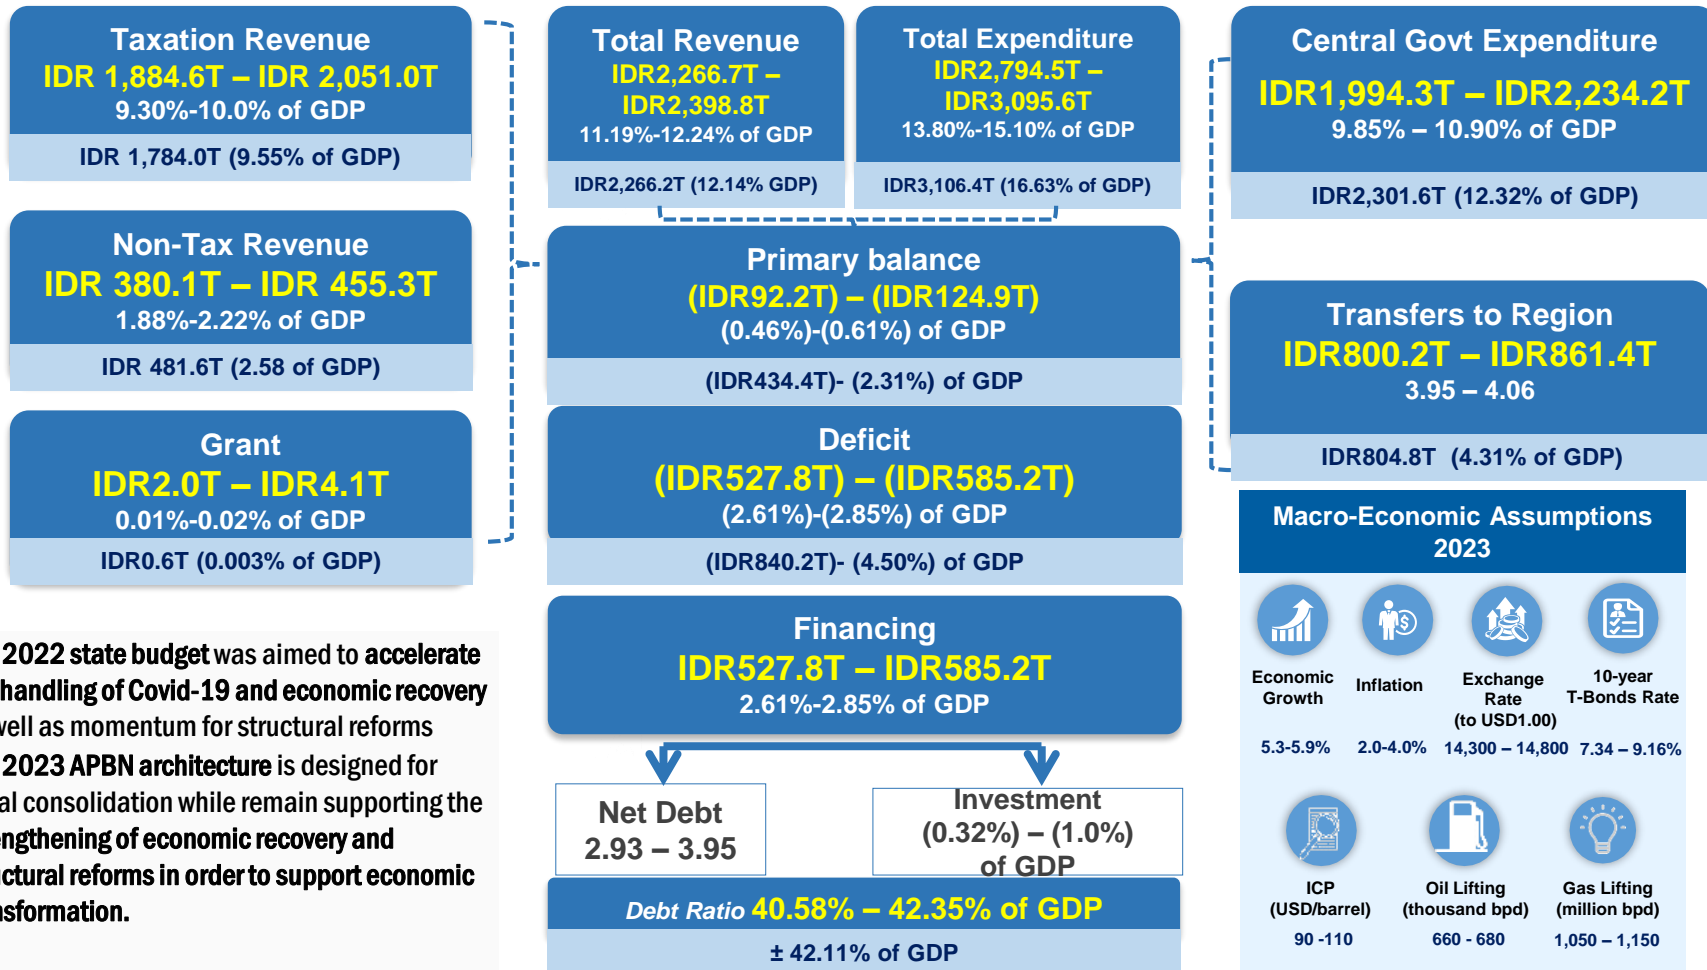 Taxation Revenue
IDR 1,884.6T – IDR 2,051.0T
9.30%-10.0% of GDP
IDR 1,784.0T (9.55% of GDP)
Non-Tax Revenue
IDR 380.1T – IDR 455.3T
1.88%-2.22% of GDP
IDR 481.6T (2.58 of GDP)
Grant
IDR2.0T – IDR4.1T
0.01%-0.02% of GDP
IDR0.6T (0.003% of GDP)
2022 state budget was aimed to accelerate
handling of Covid-19 and economic recovery
well as momentum for structural reforms
2023 APBN architecture is designed for
consolidation while remain supporting the
of economic recovery and
reforms in order to support economic
Total Revenue
IDR2,266.7T –
IDR2,398.8T
11.19%-12.24% of GDP
IDR2,266.2T (12.14% GDP)
Total Expenditure
IDR2,794.5T –
IDR3,095.6T
13.80%-15.10% of GDP
IDR3,106.4T (16.63% of GDP)
Primary balance
(IDR92.2T) – (IDR124.9T)
(0.46%)-(0.61%) of GDP
(IDR434.4T)- (2.31%) of GDP
Deficit
(IDR527.8T) – (IDR585.2T)
(2.61%)-(2.85%) of GDP
(IDR840.2T)- (4.50%) of GDP
Financing
IDR527.8T – IDR585.2T
2.61%-2.85% of GDP
Net Debt
2.93 – 3.95
Investment
(0.32%) – (1.0%)
of GDP
Debt Ratio 40.58% – 42.35% of GDP
± 42.11% of GDP
Central Govt Expenditure
IDR1,994.3T – IDR2,234.2T
9.85% – 10.90% of GDP
IDR2,301.6T (12.32% of GDP)
Transfers to Region
IDR800.2T – IDR861.4T
3.95 – 4.06
IDR804.8T (4.31% of GDP)
Macro-Economic Assumptions
2023
Economic
Growth
5.3-5.9%
Inflation
2.0-4.0%
Exchange
Rate
(to USD1.00)
14,300 – 14,800
10-year
T-Bonds Rate
7.34 – 9.16%
ICP
(USD/barrel)
90 -110
Oil Lifting
(thousand bpd)
660 - 680
Gas Lifting
(million bpd)
1,050 – 1,150